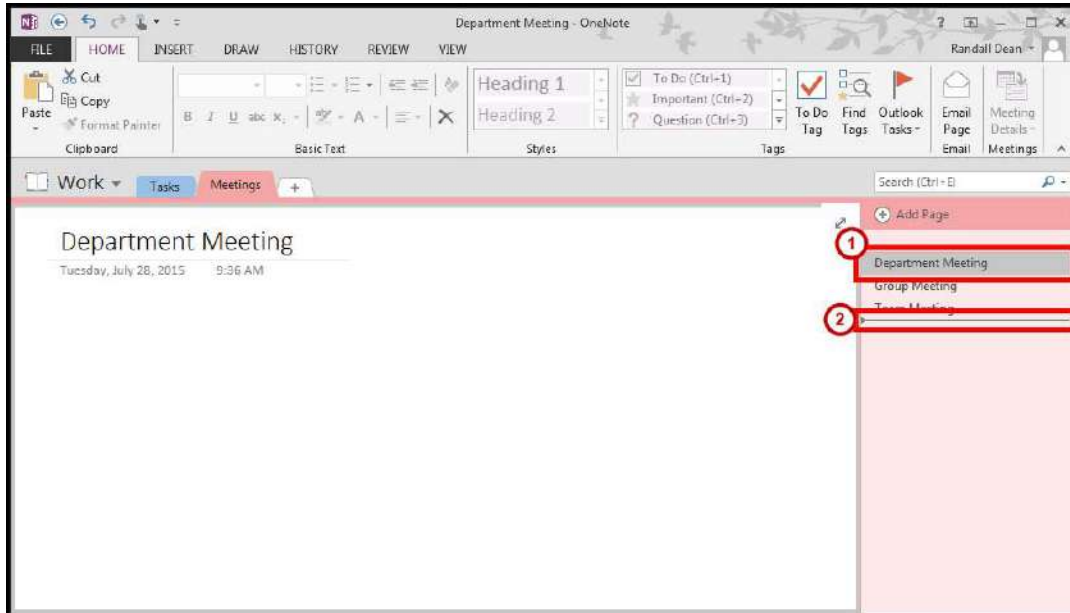 Department Meeting - OneNote
FILE HOME INSERT DRAW HISTORY REVIEW VIEW
Randall Dean
Paste
Cut
Copy
Format Painter
Clipboard
B I U abc X, A
Basic Text
Heading 1
Heading 2
Styles
To Do (Ctrl+1)
Important (Ctrl+2)
? Question (Ctrl+3)
To Do Tag
Find Tags
Outlook Tasks
Tags
Email Page
Email
Meeting Details
Meetings
Work Tasks Meetings +
Search (Ctrl+E)
Add Page
Department Meeting
Tuesday, July 28, 2015 9:36 AM
1
Department Meeting
Group Meeting
Team Meeting
2